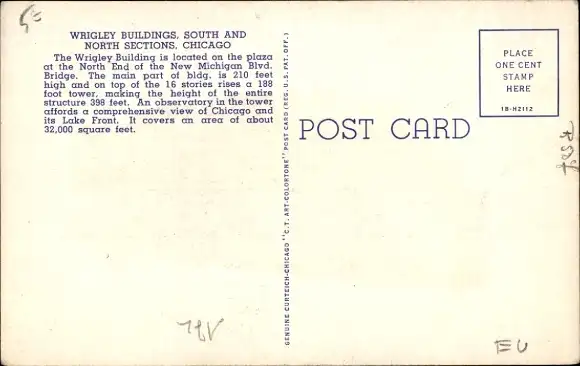 WRIGLEY BUILDINGS, SOUTH AND
NORTH SECTIONS, CHICAGO
The Wrigley Building is located on the plaza
at the North End of the New Michigan Blvd.
Bridge. The main part of bldg. is 210 feet
high and on top of the 16 stories rises a 188
foot tower, making the height of the entire
structure 398 feet. An observatory in the tower
affords a comprehensive view of Chicago and
its Lake Front. It covers an area of about
32,000 square feet.
GENUINE CURTEICH-CHICAGO "C.T. ART-COLORTONE" POST CARD (REG. U.S. PAT. OFF.)
POST CARD
PLACE
ONE CENT
STAMP
HERE
1B-H2112
EU